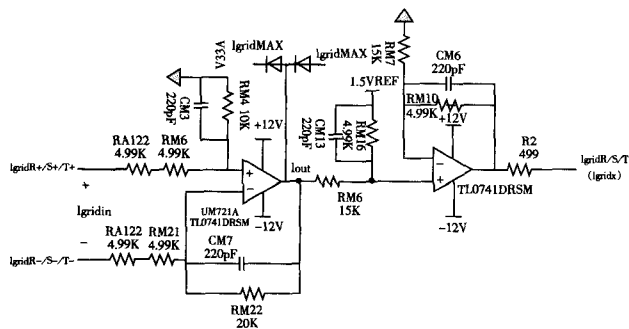 V33A
IgridMAX
IgridMAX
RM7
15K
CM6
220pF
CM3
220pF
RM4 10K
1.5VREF
RM10
4.99K
+12V
+12V
CM13
220pF
RM16
4.99K
R2
499
IgridR+/S+/T+
RA122
4.99K
RM6
4.99K
+
−
Iout
+
−
IgridR/S/T
(Igridx)
+
Igridin
−
UM721A
TL0741DRSM
RM6
15K
TL0741DRSM
−12V
−12V
IgridR−/S−/T−
RA122
4.99K
RM21
4.99K
CM7
220pF
RM22
20K